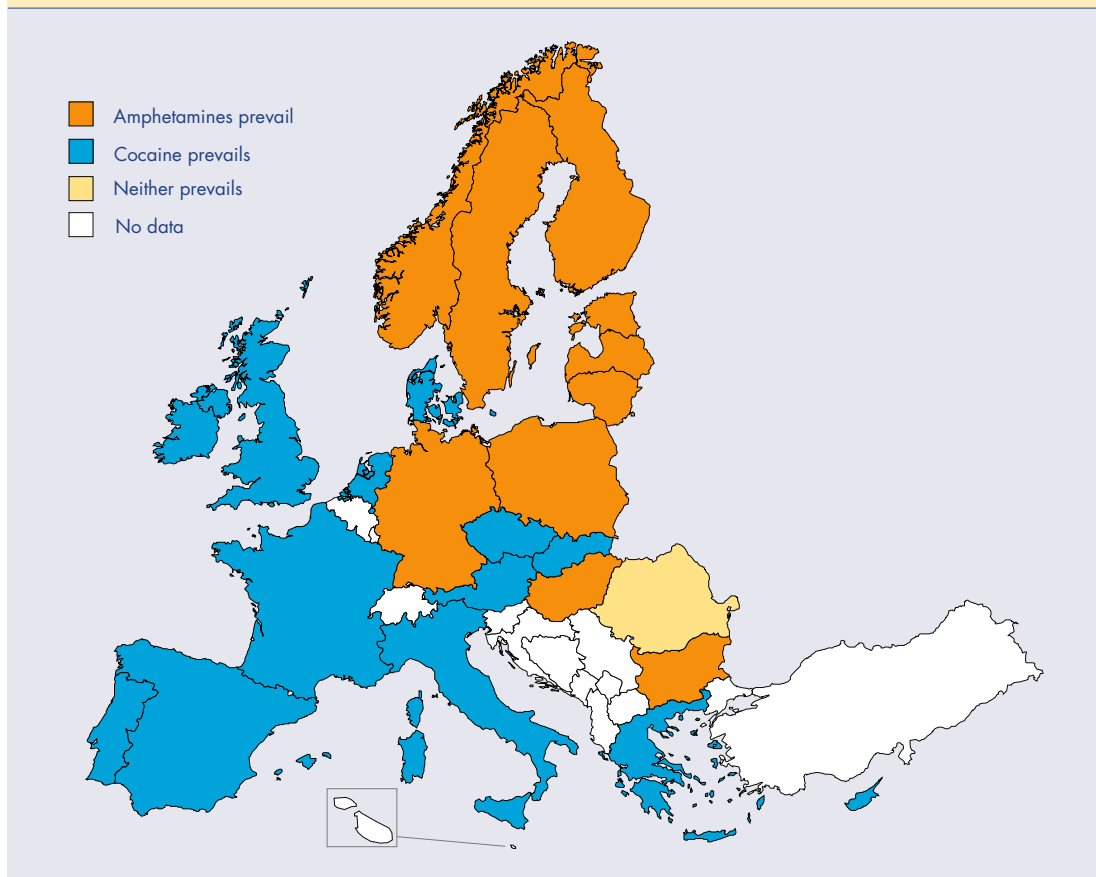 Amphetamines prevail
Cocaine prevails
Neither prevails
No data